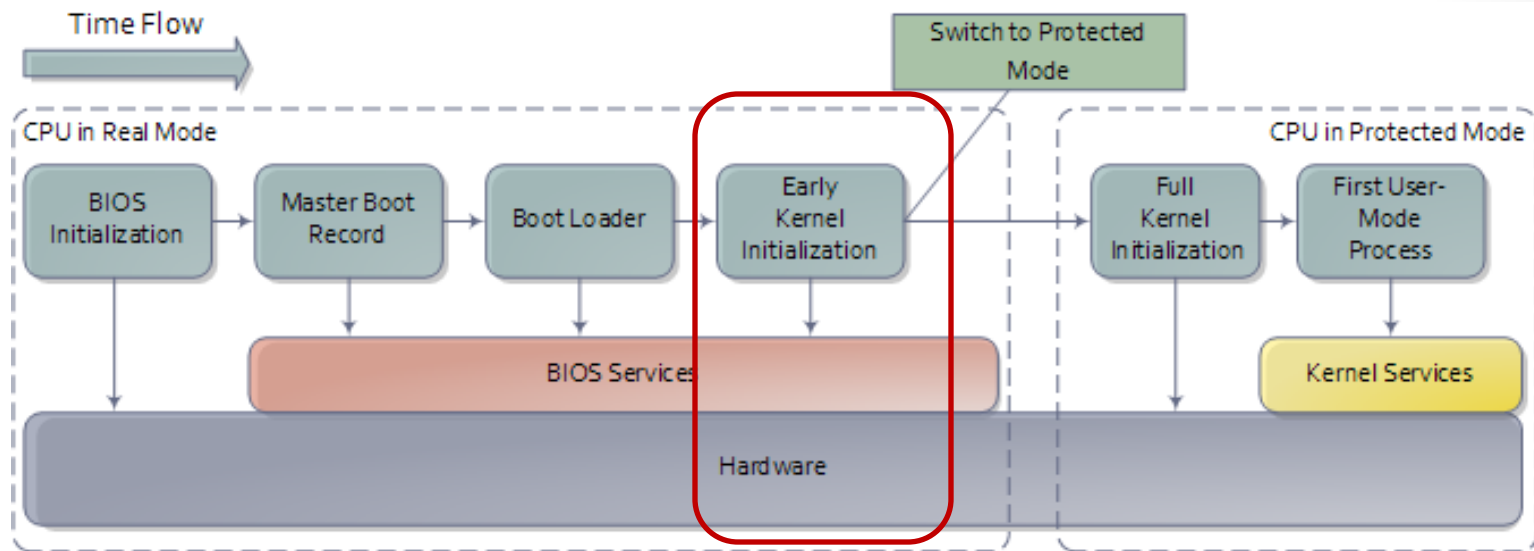 Time Flow
Switch to Protected
Mode
CPU in Real Mode
CPU in Protected Mode
BIOS
Initialization
Master Boot
Record
Boot Loader
Early
Kernel
Initialization
Full
Kernel
Initialization
First User-
Mode
Process
BIOS Services
Kernel Services
Hardware